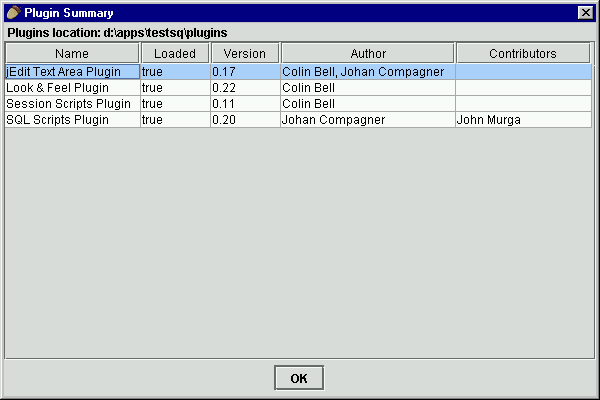 Plugin Summary
Plugins location: d:\apps\testsq\plugins
Name Loaded Version Author Contributors
jEdit Text Area Plugin true 0.17 Colin Bell, Johan Compagner
Look & Feel Plugin true 0.22 Colin Bell
Session Scripts Plugin true 0.11 Colin Bell
SQL Scripts Plugin true 0.20 Johan Compagner John Murga
OK